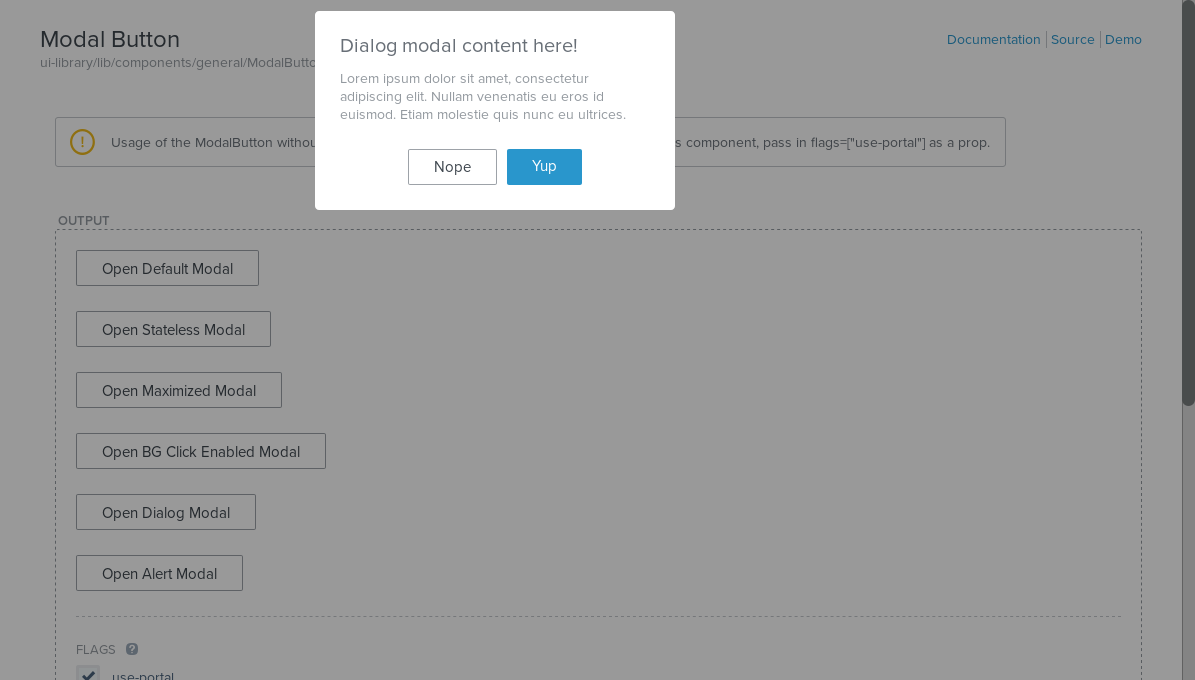 Modal Button
Documentation Source Demo
ui-library/lib/components/general/ModalButto
Dialog modal content here!
Lorem ipsum dolor sit amet, consectetur
adipiscing elit. Nullam venenatis eu eros id
euismod. Etiam molestie quis nunc eu ultrices.
Nope Yup
Usage of the ModalButton withou s component, pass in flags=["use-portal"] as a prop.
OUTPUT
Open Default Modal
Open Stateless Modal
Open Maximized Modal
Open BG Click Enabled Modal
Open Dialog Modal
Open Alert Modal
FLAGS ?
use-portal